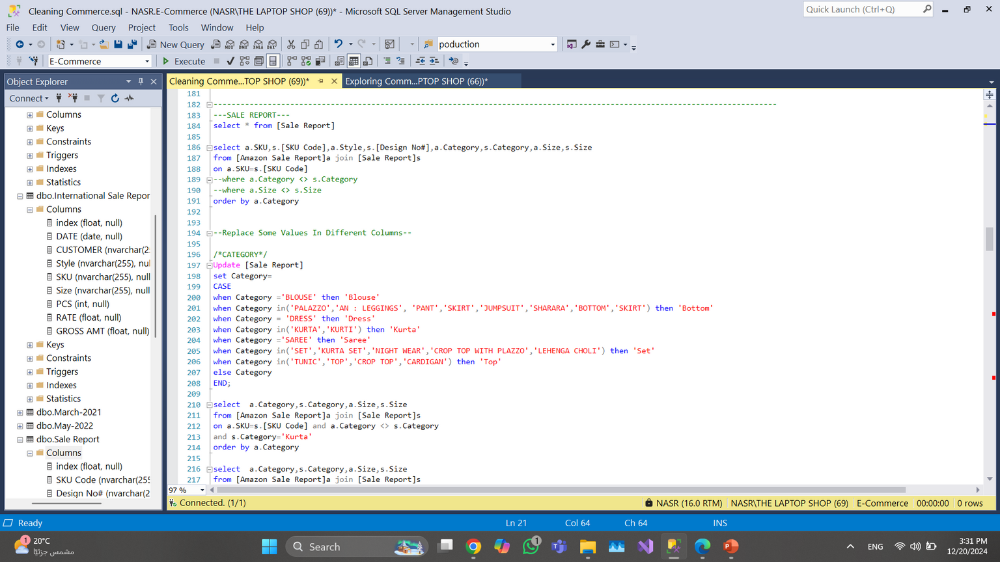 Cleaning Commerce.sql - NASR.E-Commerce (NASR\THE LAPTOP SHOP (69))* - Microsoft SQL Server Management Studio
Quick Launch (Ctrl+Q)
File Edit View Query Project Tools Window Help
New Query
poduction
E-Commerce
Execute
Object Explorer
Cleaning Comme...TOP SHOP (69))*
Exploring Comm...PTOP SHOP (66))*
Connect
Columns
Keys
Constraints
Triggers
Indexes
Statistics
dbo.International Sale Repor
Columns
index (float, null)
DATE (date, null)
CUSTOMER (nvarchar(2
Style (nvarchar(255), nul
SKU (nvarchar(255), null
Size (nvarchar(255), null
PCS (int, null)
RATE (float, null)
GROSS AMT (float, null)
Keys
Constraints
Triggers
Indexes
Statistics
dbo.March-2021
dbo.May-2022
dbo.Sale Report
Columns
index (float, null)
SKU Code (nvarchar(255
Design No# (nvarchar(2
181
182 -----------------------------------------------------------------------------------------------------------------------------
183 ---SALE REPORT---
184 select * from [Sale Report]
185
186 select a.SKU,s.[SKU Code],a.Style,s.[Design No#],a.Category,s.Category,a.Size,s.Size
187 from [Amazon Sale Report]a join [Sale Report]s
188 on a.SKU=s.[SKU Code]
189 --where a.Category <> s.Category
190 --where a.Size <> s.Size
191 order by a.Category
192
193
194 --Replace Some Values In Different Columns--
195
196 /*CATEGORY*/
197 Update [Sale Report]
198 set Category=
199 CASE
200 when Category ='BLOUSE' then 'Blouse'
201 when Category in('PALAZZO','AN : LEGGINGS', 'PANT','SKIRT','JUMPSUIT','SHARARA','BOTTOM','SKIRT') then 'Bottom'
202 when Category = 'DRESS' then 'Dress'
203 when Category in('KURTA','KURTI') then 'Kurta'
204 when Category ='SAREE' then 'Saree'
205 when Category in('SET','KURTA SET','NIGHT WEAR','CROP TOP WITH PLAZZO','LEHENGA CHOLI') then 'Set'
206 when Category in('TUNIC','TOP','CROP TOP','CARDIGAN') then 'Top'
207 else Category
208 END;
209
210 select  a.Category,s.Category,a.Size,s.Size
211 from [Amazon Sale Report]a join [Sale Report]s
212 on a.SKU=s.[SKU Code] and a.Category <> s.Category
213 and s.Category='Kurta'
214 order by a.Category
215
216 select  a.Category,s.Category,a.Size,s.Size
217 from [Amazon Sale Report]a join [Sale Report]s
97 %
Connected. (1/1)
NASR (16.0 RTM) NASR\THE LAPTOP SHOP (69) E-Commerce 00:00:00 0 rows
Ready Ln 21 Col 64 Ch 64 INS
1
20°C
مشمس جزئيًا
Search
1
ENG
3:31 PM
12/20/2024